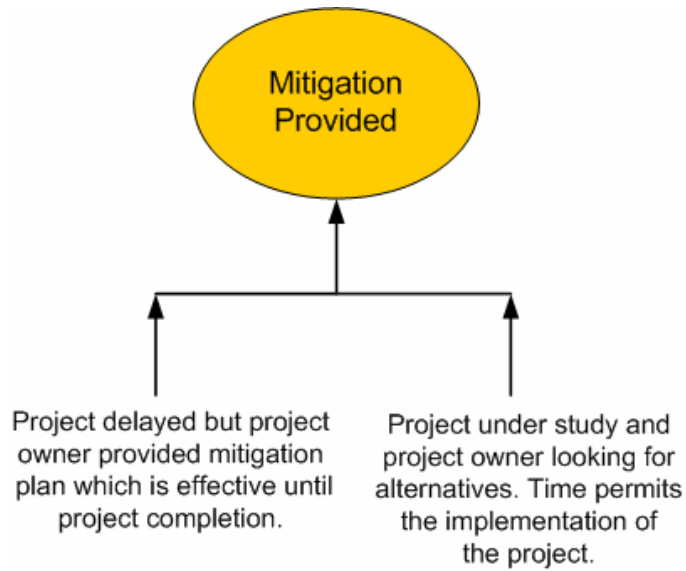 Mitigation
Provided
Project delayed but project
owner provided mitigation
plan which is effective until
project completion.
Project under study and
project owner looking for
alternatives. Time permits
the implementation of
the project.